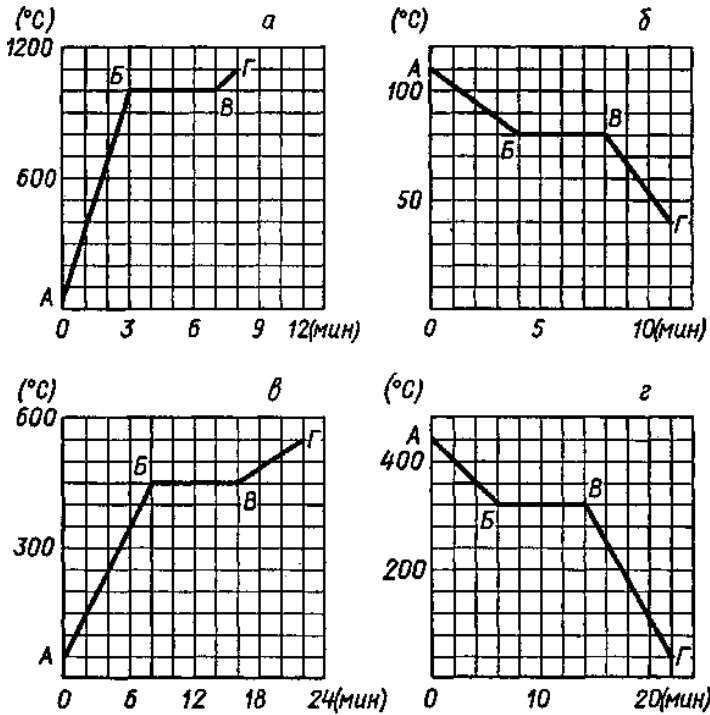 (°C) а
1200
Б Г
В
600
А
0 3 6 9 12(мин)
(°C) б
А
100
В
Б
50
Г
0 5 10(мин)
(°C) в
600
Г
Б
В
300
А
0 6 12 18 24(мин)
(°C) г
А
400
В
Б
200
Г
0 10 20(мин)